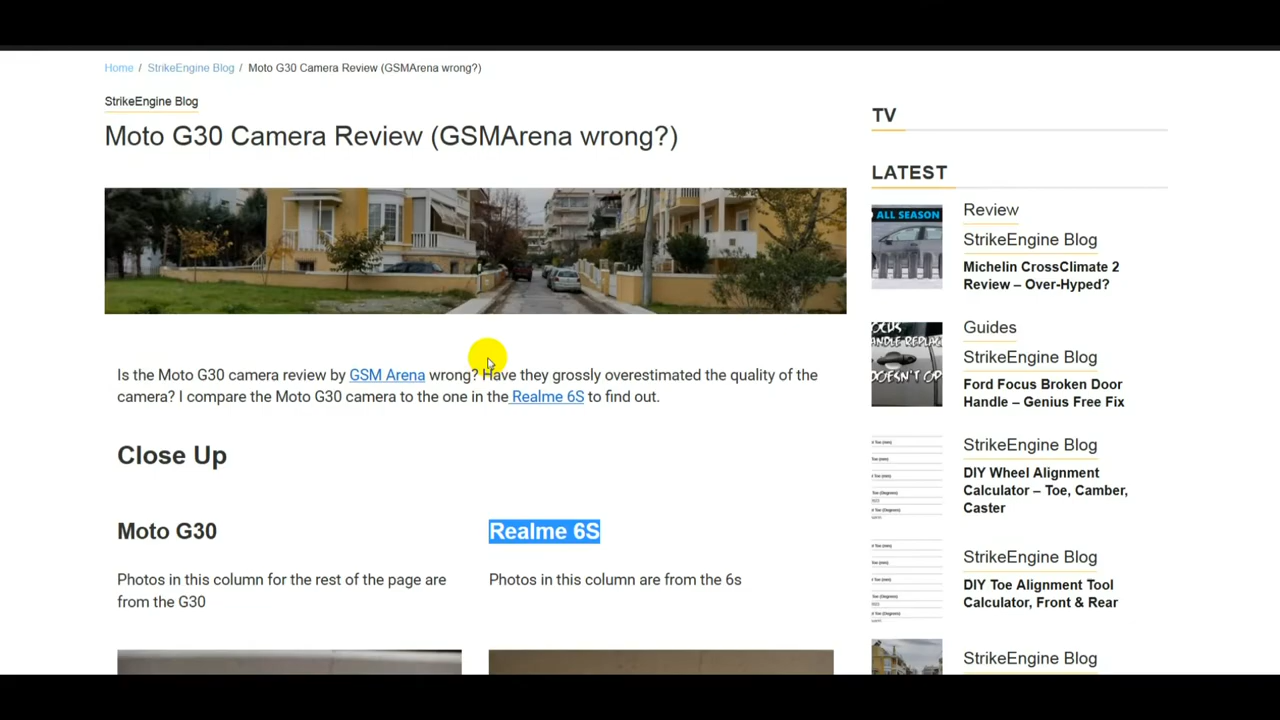 Home / StrikeEngine Blog / Moto G30 Camera Review (GSMArena wrong?)
StrikeEngine Blog
Moto G30 Camera Review (GSMArena wrong?)
Is the Moto G30 camera review by GSM Arena wrong? Have they grossly overestimated the quality of the
camera? I compare the Moto G30 camera to the one in the Realme 6S to find out.
Close Up
Moto G30
Realme 6S
Photos in this column for the rest of the page are
from the G30
Photos in this column are from the 6s
TV
LATEST
ALL SEASON
Review
StrikeEngine Blog
Michelin CrossClimate 2
Review – Over-Hyped?
Guides
StrikeEngine Blog
Ford Focus Broken Door
Handle – Genius Free Fix
StrikeEngine Blog
DIY Wheel Alignment
Calculator – Toe, Camber,
Caster
StrikeEngine Blog
DIY Toe Alignment Tool
Calculator, Front & Rear
StrikeEngine Blog